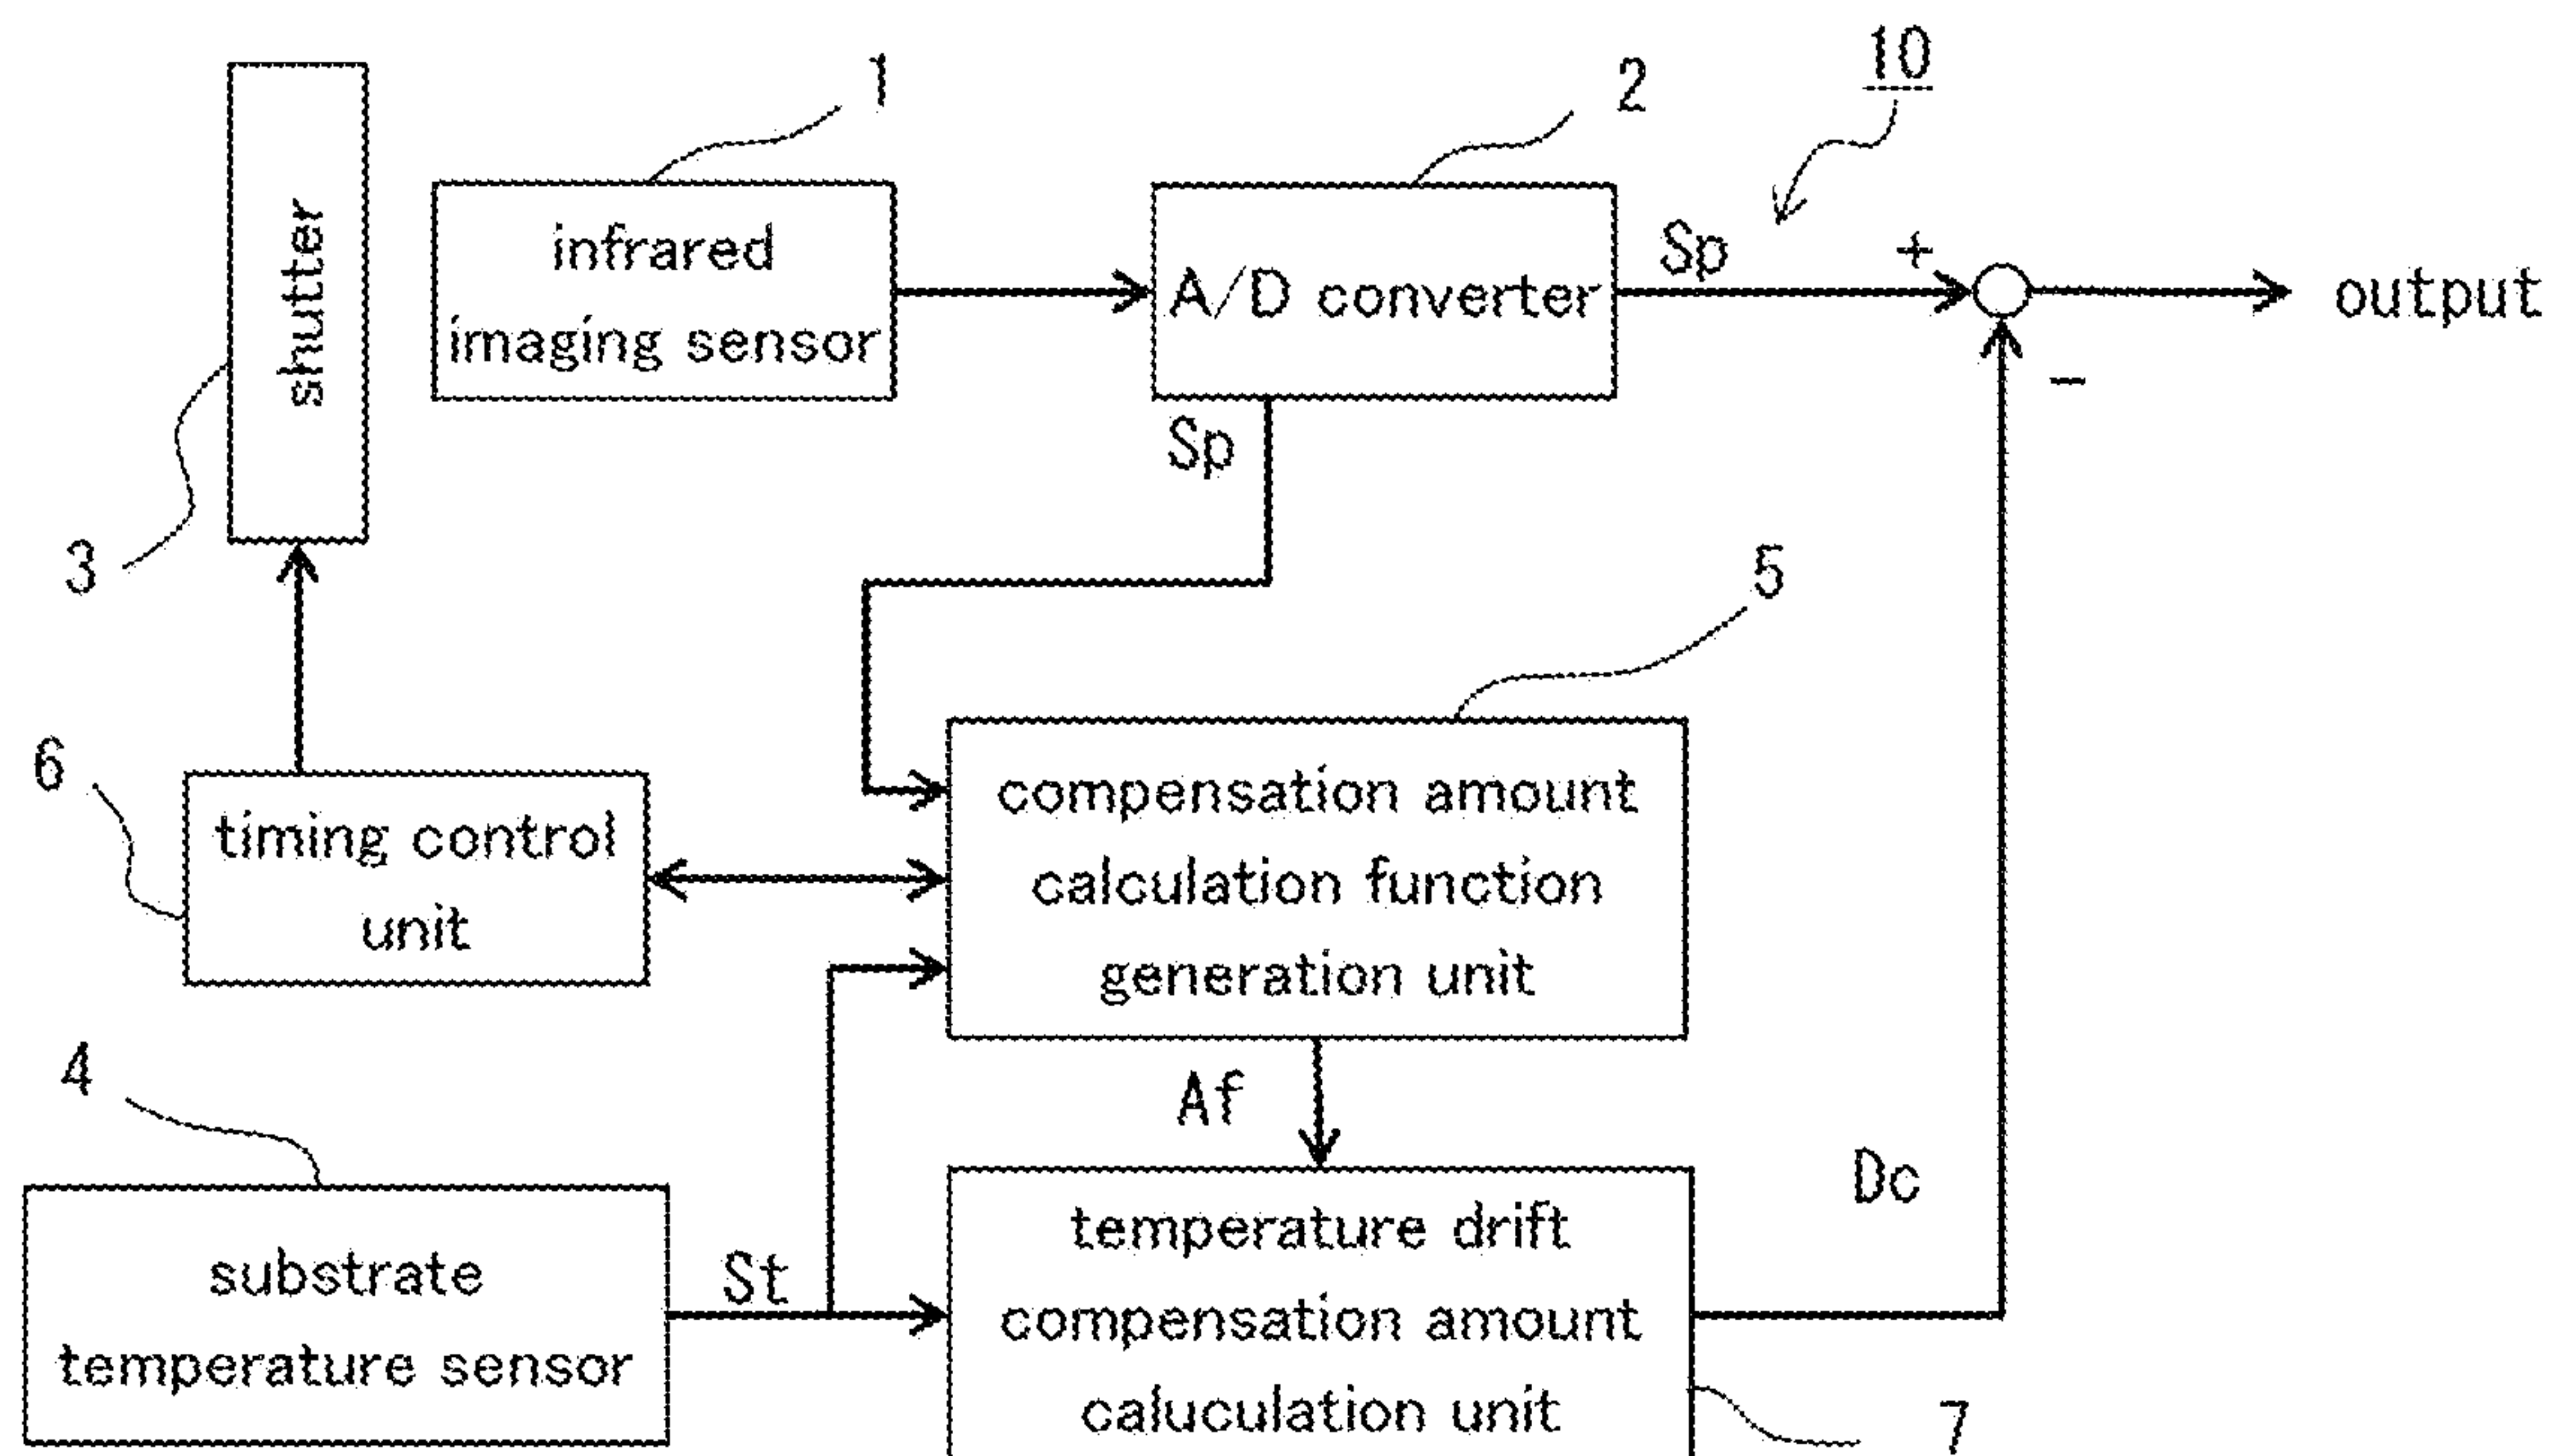 10
1
2
shutter
infrared
imaging sensor
A/D converter
Sp
+
output
−
Sp
3
5
6
timing control
unit
compensation amount
calculation function
generation unit
4
Af
Dc
substrate
temperature sensor
St
temperature drift
compensation amount
caluculation unit
7